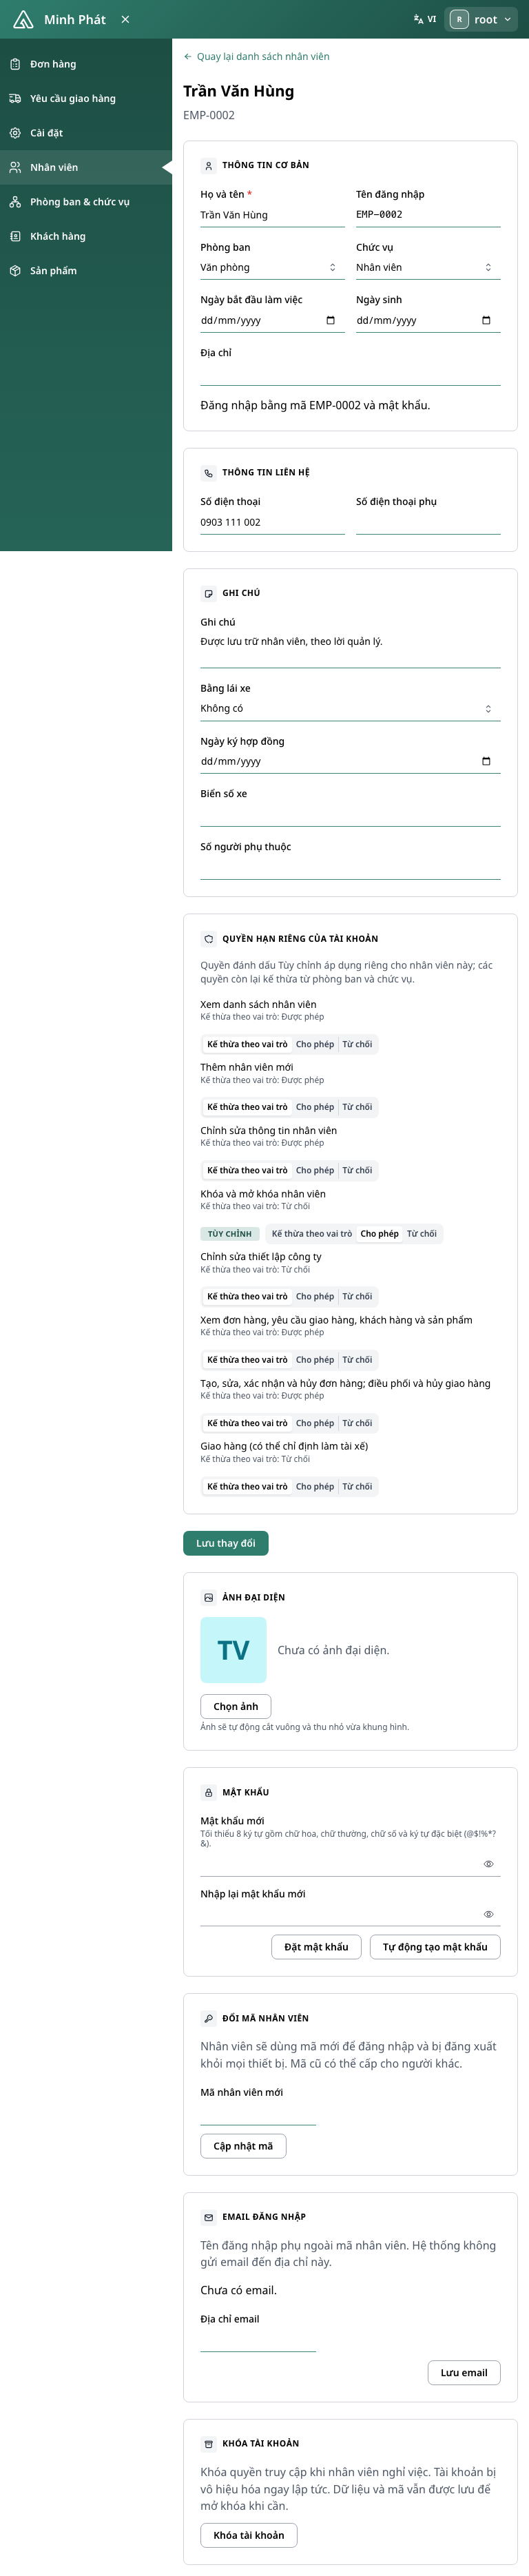 Minh Phát
VI
R
root
Đơn hàng
Yêu cầu giao hàng
Cài đặt
Nhân viên
Phòng ban & chức vụ
Khách hàng
Sản phẩm
Quay lại danh sách nhân viên
Trần Văn Hùng
EMP-0002
THÔNG TIN CƠ BẢN
Họ và tên *
Tên đăng nhập
Trần Văn Hùng
EMP-0002
Phòng ban
Chức vụ
Văn phòng
Nhân viên
Ngày bắt đầu làm việc
Ngày sinh
dd/mm/yyyy
dd/mm/yyyy
Địa chỉ
Đăng nhập bằng mã EMP-0002 và mật khẩu.
THÔNG TIN LIÊN HỆ
Số điện thoại
Số điện thoại phụ
0903 111 002
GHI CHÚ
Ghi chú
Được lưu trữ nhân viên, theo lời quản lý.
Bằng lái xe
Không có
Ngày ký hợp đồng
dd/mm/yyyy
Biển số xe
Số người phụ thuộc
QUYỀN HẠN RIÊNG CỦA TÀI KHOẢN
Quyền đánh dấu Tùy chỉnh áp dụng riêng cho nhân viên này; các
quyền còn lại kế thừa từ phòng ban và chức vụ.
Xem danh sách nhân viên
Kế thừa theo vai trò: Được phép
Kế thừa theo vai trò Cho phép Từ chối
Thêm nhân viên mới
Kế thừa theo vai trò: Được phép
Kế thừa theo vai trò Cho phép Từ chối
Chỉnh sửa thông tin nhân viên
Kế thừa theo vai trò: Được phép
Kế thừa theo vai trò Cho phép Từ chối
Khóa và mở khóa nhân viên
Kế thừa theo vai trò: Từ chối
TÙY CHỈNH Kế thừa theo vai trò Cho phép Từ chối
Chỉnh sửa thiết lập công ty
Kế thừa theo vai trò: Từ chối
Kế thừa theo vai trò Cho phép Từ chối
Xem đơn hàng, yêu cầu giao hàng, khách hàng và sản phẩm
Kế thừa theo vai trò: Được phép
Kế thừa theo vai trò Cho phép Từ chối
Tạo, sửa, xác nhận và hủy đơn hàng; điều phối và hủy giao hàng
Kế thừa theo vai trò: Được phép
Kế thừa theo vai trò Cho phép Từ chối
Giao hàng (có thể chỉ định làm tài xế)
Kế thừa theo vai trò: Từ chối
Kế thừa theo vai trò Cho phép Từ chối
Lưu thay đổi
ẢNH ĐẠI DIỆN
TV
Chưa có ảnh đại diện.
Chọn ảnh
Ảnh sẽ tự động cắt vuông và thu nhỏ vừa khung hình.
MẬT KHẨU
Mật khẩu mới
Tối thiểu 8 ký tự gồm chữ hoa, chữ thường, chữ số và ký tự đặc biệt (@$!%*?
&).
Nhập lại mật khẩu mới
Đặt mật khẩu
Tự động tạo mật khẩu
ĐỔI MÃ NHÂN VIÊN
Nhân viên sẽ dùng mã mới để đăng nhập và bị đăng xuất
khỏi mọi thiết bị. Mã cũ có thể cấp cho người khác.
Mã nhân viên mới
Cập nhật mã
EMAIL ĐĂNG NHẬP
Tên đăng nhập phụ ngoài mã nhân viên. Hệ thống không
gửi email đến địa chỉ này.
Chưa có email.
Địa chỉ email
Lưu email
KHÓA TÀI KHOẢN
Khóa quyền truy cập khi nhân viên nghỉ việc. Tài khoản bị
vô hiệu hóa ngay lập tức. Dữ liệu và mã vẫn được lưu để
mở khóa khi cần.
Khóa tài khoản